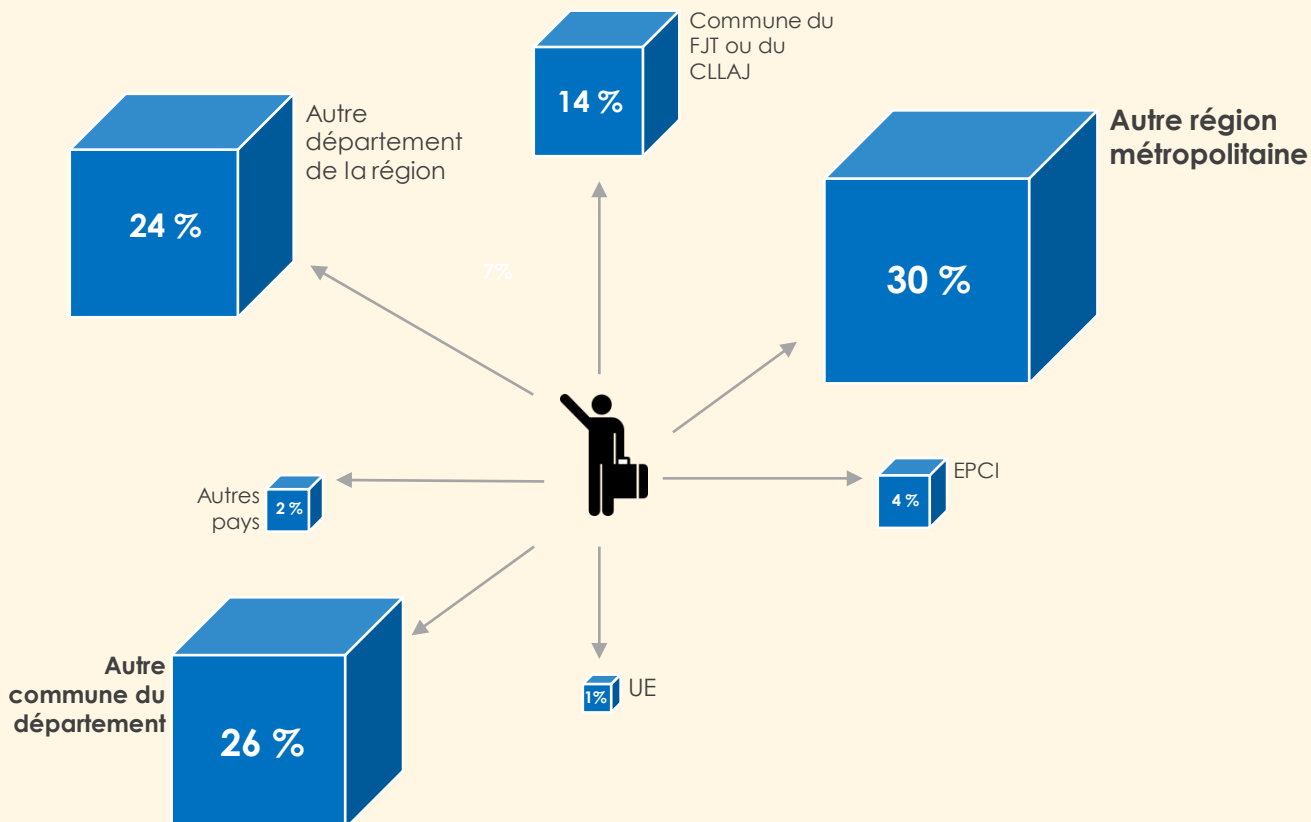 Commune du
FJT ou du
CLLAJ
14 %
Autre
département
de la région
24 %
Autre région
métropolitaine
30 %
7%
EPCI
4 %
Autres
pays
2 %
UE
1%
Autre
commune du
département
26 %